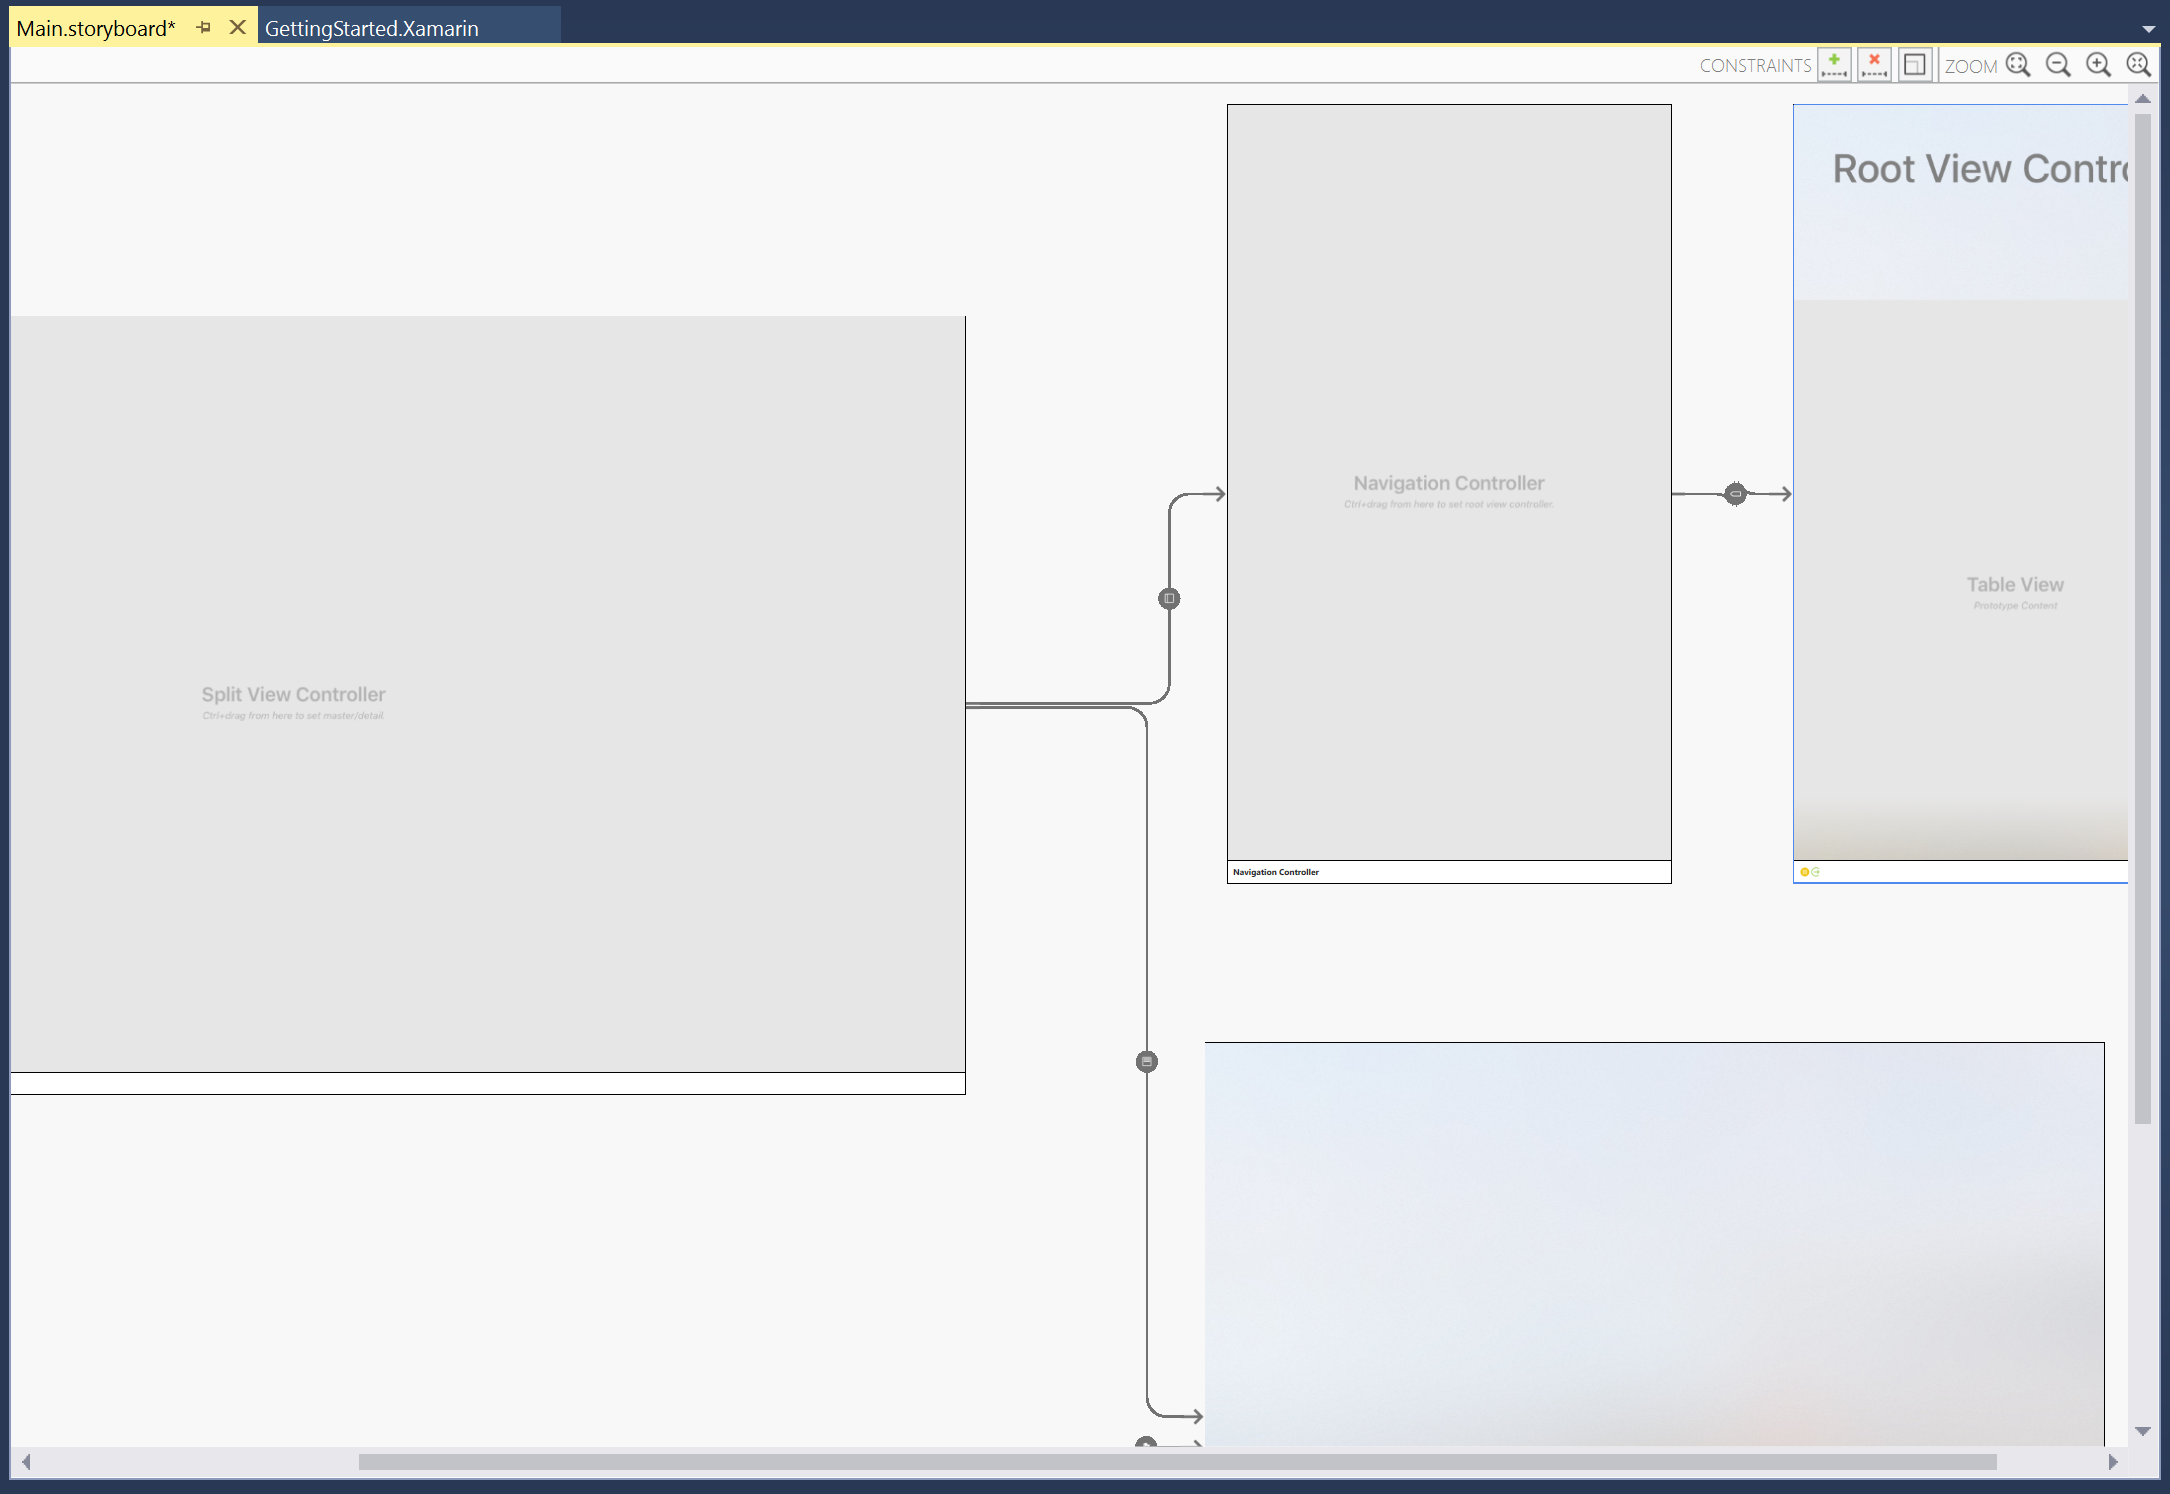 Main.storyboard*
GettingStarted.Xamarin
CONSTRAINTS
ZOOM
Root View Contro
Navigation Controller
Ctrl+drag from here to set root view controller.
Table View
Prototype Content
Split View Controller
Ctrl+drag from here to set master/detail.
Navigation Controller